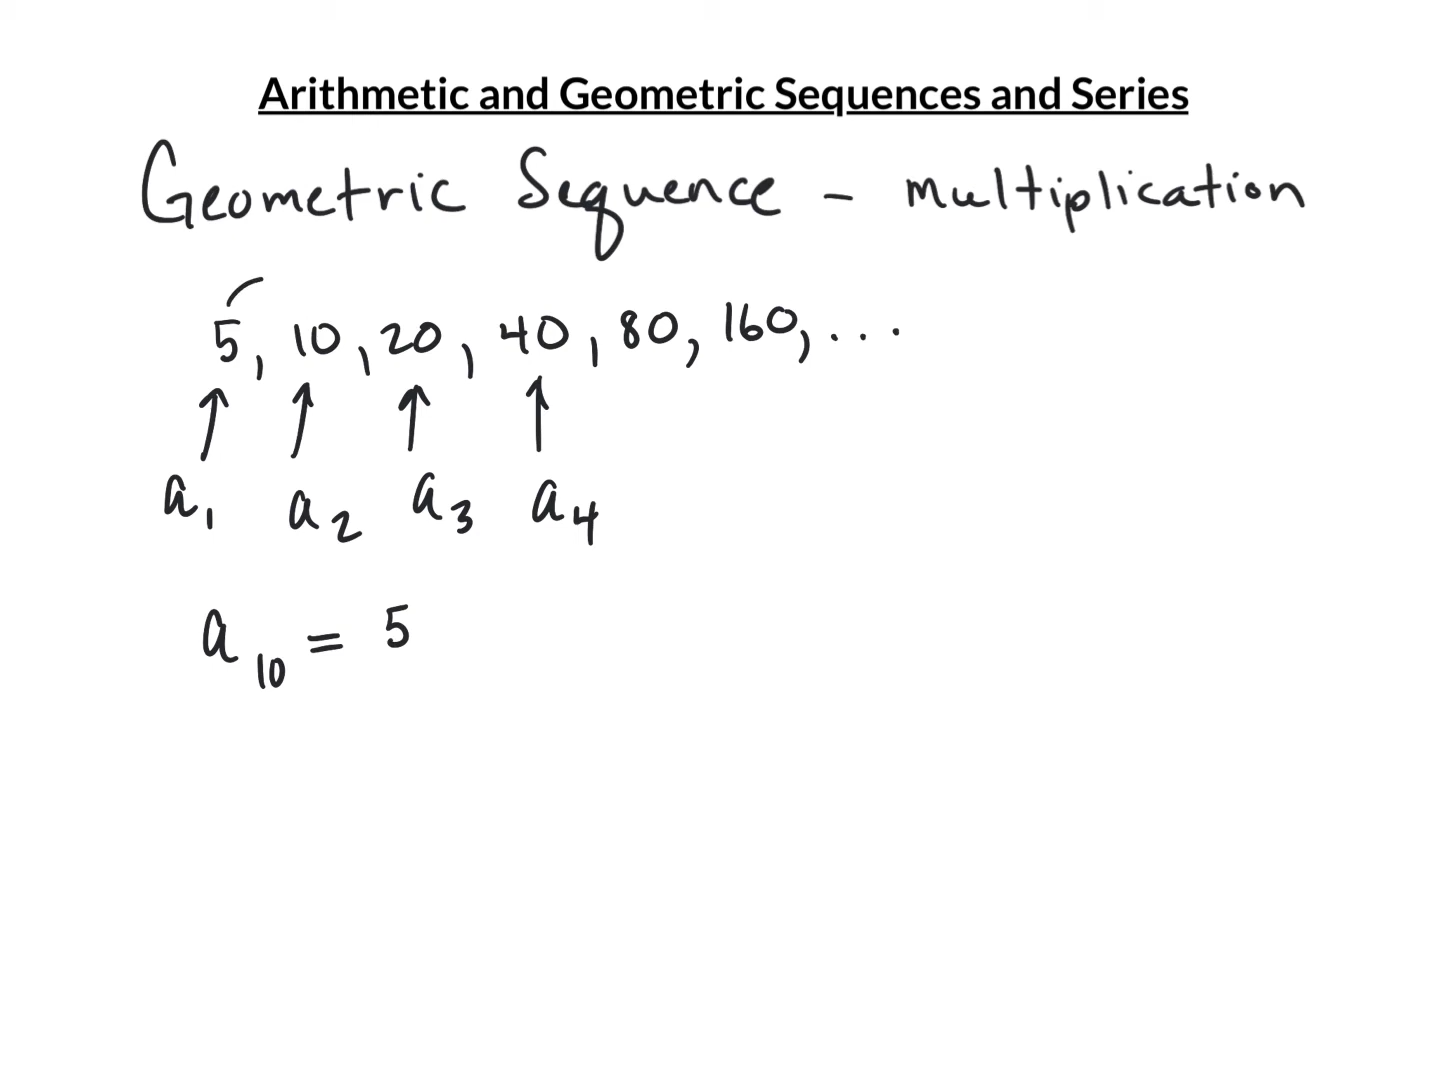 Arithmetic and Geometric Sequences and Series
Geometric Sequence - multiplication
5, 10, 20, 40, 80, 160, ...
a₁ a₂ a₃ a₄
a₁₀ = 5